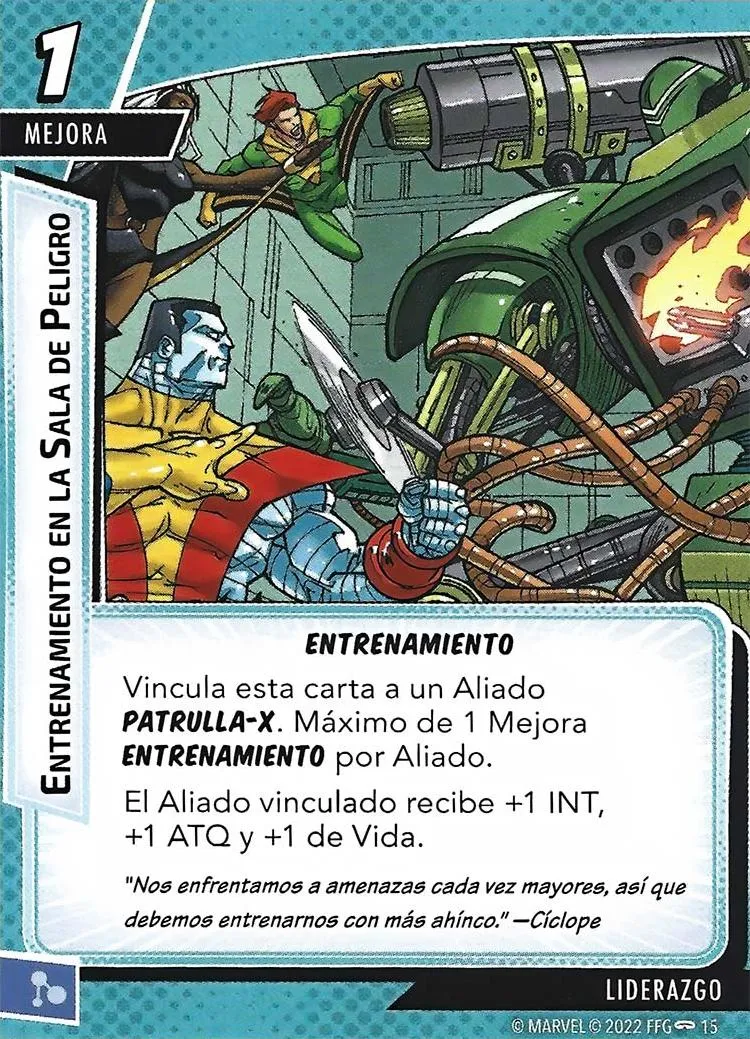 1
MEJORA
ENTRENAMIENTO EN LA SALA DE PELIGRO
ENTRENAMIENTO
Vincula esta carta a un Aliado
PATRULLA-X. Máximo de 1 Mejora
ENTRENAMIENTO por Aliado.
El Aliado vinculado recibe +1 INT,
+1 ATQ y +1 de Vida.
"Nos enfrentamos a amenazas cada vez mayores, así que
debemos entrenarnos con más ahínco." —Cíclope
LIDERAZGO
© MARVEL © 2022 FFG 15